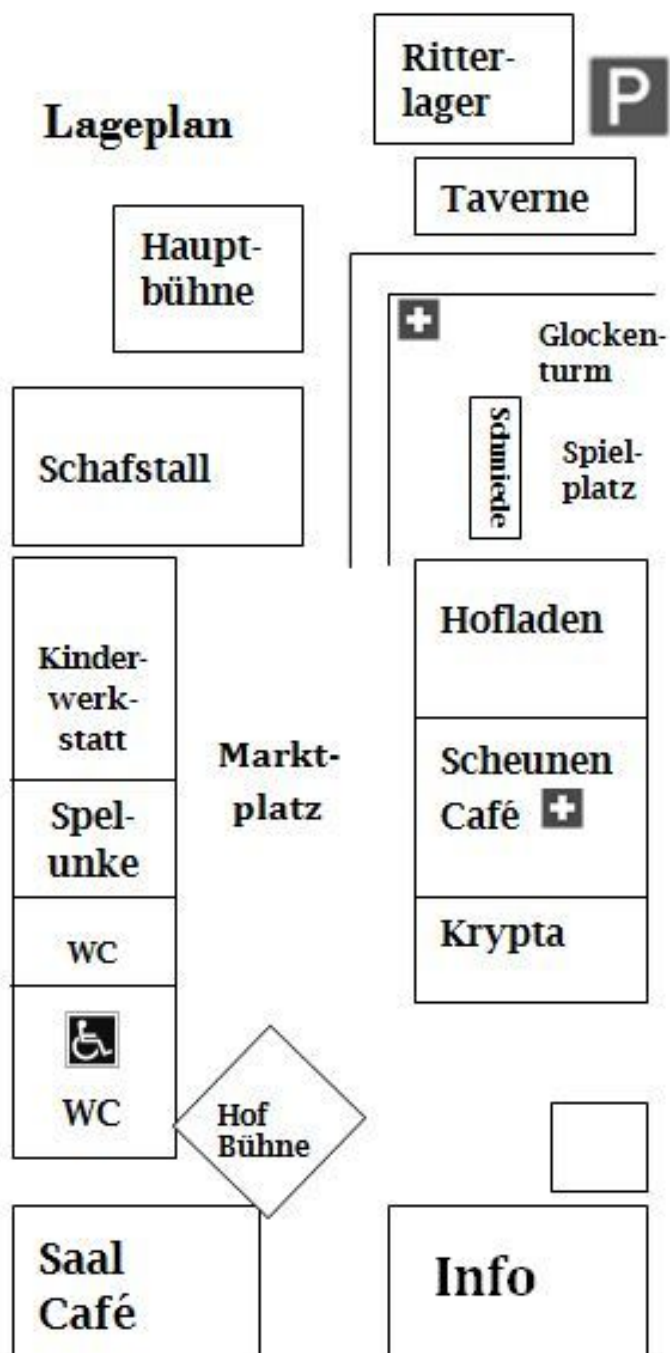 Ritter-
lager
P
Lageplan
Taverne
Haupt-
bühne
Glocken-
turm
Schmiede
Spiel-
platz
Schafstall
Hofladen
Kinder-
werk-
statt
Markt-
platz
Scheunen
Café
Spel-
unke
Krypta
WC
WC
Hof
Bühne
Saal
Café
Info